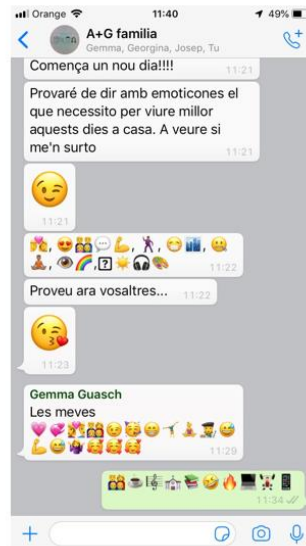 Orange
11:40
49%
A+G familia
Gemma, Georgina, Josep, Tu
Comença un nou dia!!!!
11:21
Provaré de dir amb emoticones el
que necessito per viure millor
aquests dies a casa. A veure si
me'n surto
11:21
11:21
11:22
Proveu ara vosaltres...
11:22
11:23
Gemma Guasch
Les meves
11:29
11:34